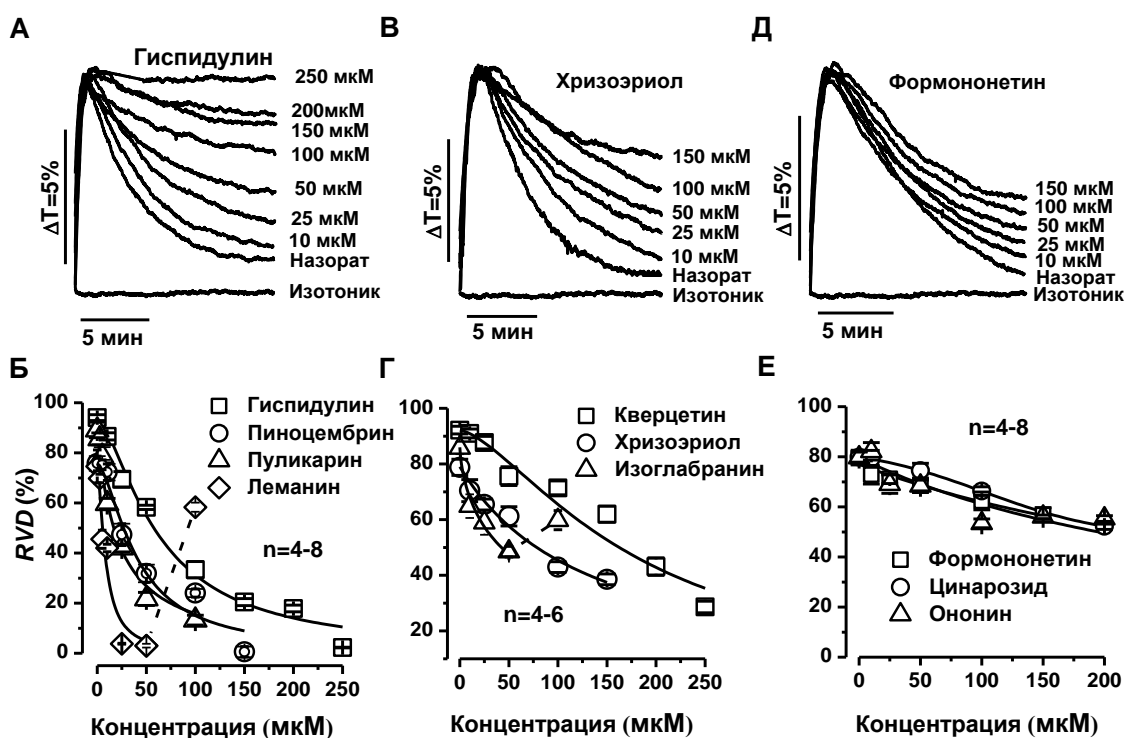 А
Гиспидулин
250 мкМ
200мкМ
150 мкМ
100 мкМ
50 мкМ
25 мкМ
10 мкМ
Назорат
Изотоник
ΔT=5%
5 мин
В
Хризоэриол
150 мкМ
100 мкМ
50 мкМ
25 мкМ
10 мкМ
Назорат
Изотоник
ΔT=5%
5 мин
Д
Формононетин
150 мкМ
100 мкМ
50 мкМ
25 мкМ
10 мкМ
Назорат
Изотоник
ΔT=5%
5 мин
Б
RVD (%)
100
80
60
40
20
0
Гиспидулин
Пиноцембрин
Пуликарин
Леманин
n=4-8
0 50 100 150 200 250
Концентрация (мкМ)
Г
100
80
60
40
20
Кверцетин
Хризоэриол
Изоглабранин
n=4-6
0 50 100 150 200 250
Концентрация (мкМ)
Е
100
80
60
40
20
0
n=4-8
Формононетин
Цинарозид
Ононин
0 50 100 150 200
Концентрация (мкМ)